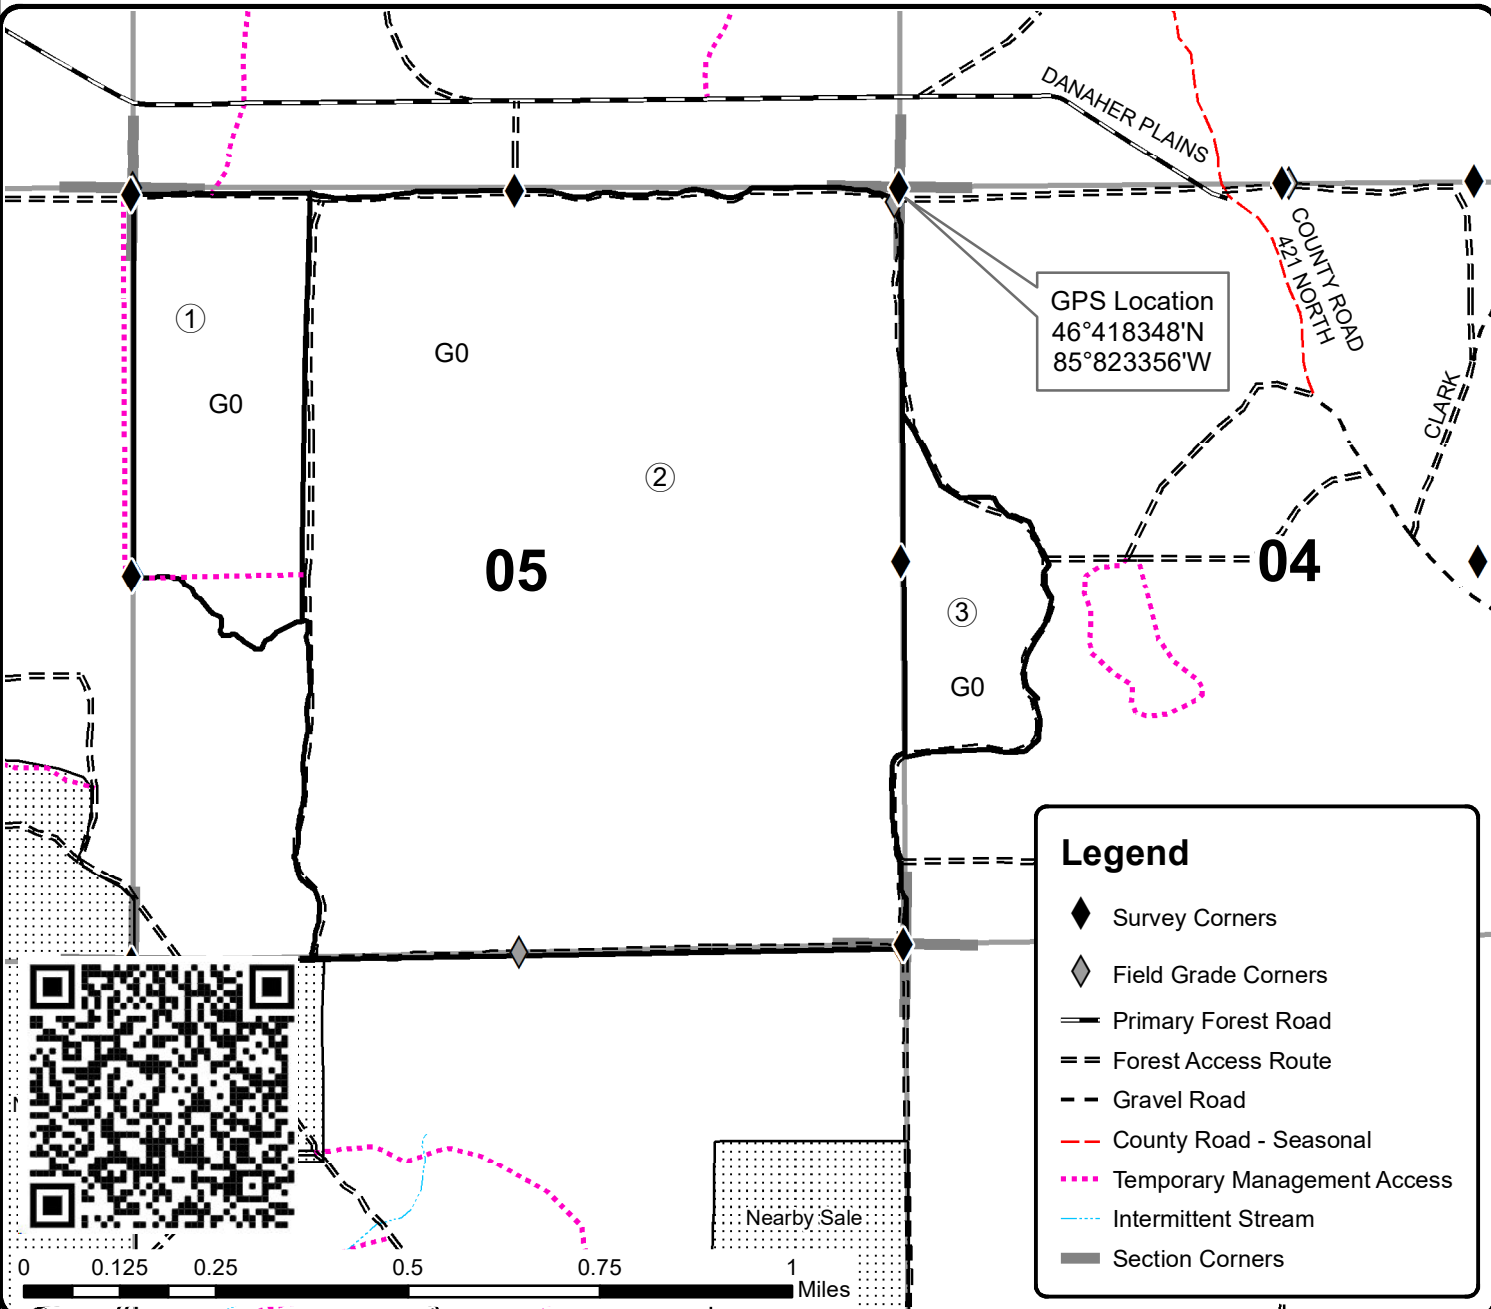 DANAHER PLAINS
COUNTY ROAD
421 NORTH
GPS Location
46°418348'N
85°823356'W
1
G0
G0
2
CLARK
05
04
3
G0
Legend
Survey Corners
Field Grade Corners
Primary Forest Road
Forest Access Route
Gravel Road
County Road - Seasonal
Temporary Management Access
Intermittent Stream
Section Corners
Nearby Sale
0 0.125 0.25 0.5 0.75 1
Miles